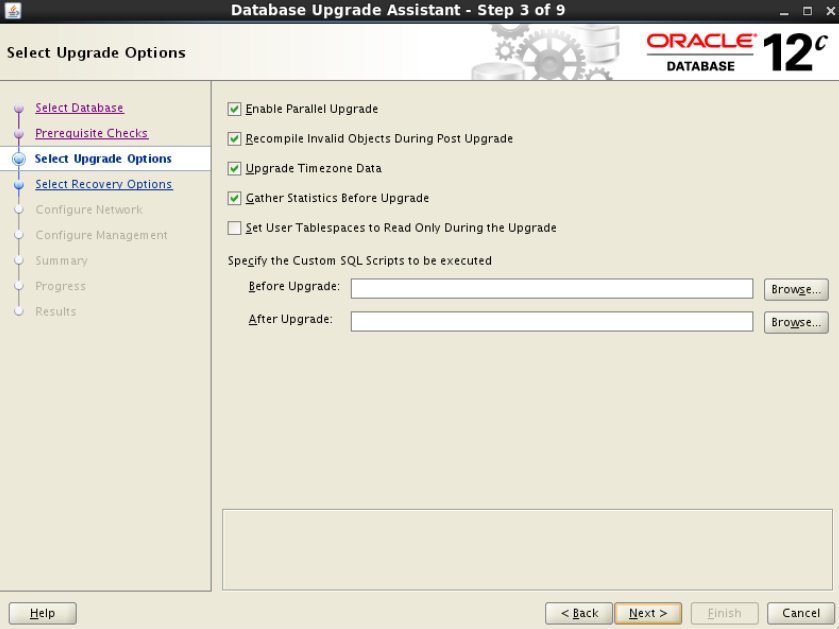 Database Upgrade Assistant - Step 3 of 9
Select Upgrade Options
ORACLE
DATABASE
12c
Select Database
Prerequisite Checks
Select Upgrade Options
Select Recovery Options
Configure Network
Configure Management
Summary
Progress
Results
Enable Parallel Upgrade
Recompile Invalid Objects During Post Upgrade
Upgrade Timezone Data
Gather Statistics Before Upgrade
Set User Tablespaces to Read Only During the Upgrade
Specify the Custom SQL Scripts to be executed
Before Upgrade: Browse...
After Upgrade: Browse...
Help < Back Next > Finish Cancel